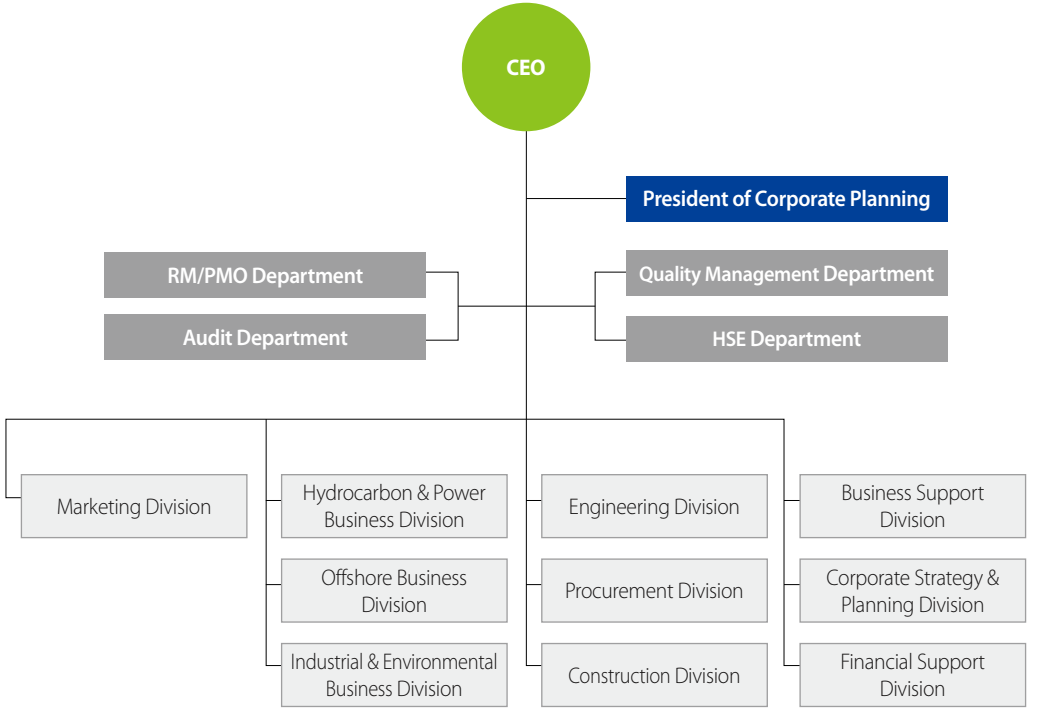 CEO
President of Corporate Planning
RM/PMO Department
Quality Management Department
Audit Department
HSE Department
Marketing Division
Hydrocarbon & Power
Business Division
Engineering Division
Business Support
Division
Offshore Business
Division
Procurement Division
Corporate Strategy &
Planning Division
Industrial & Environmental
Business Division
Construction Division
Financial Support
Division